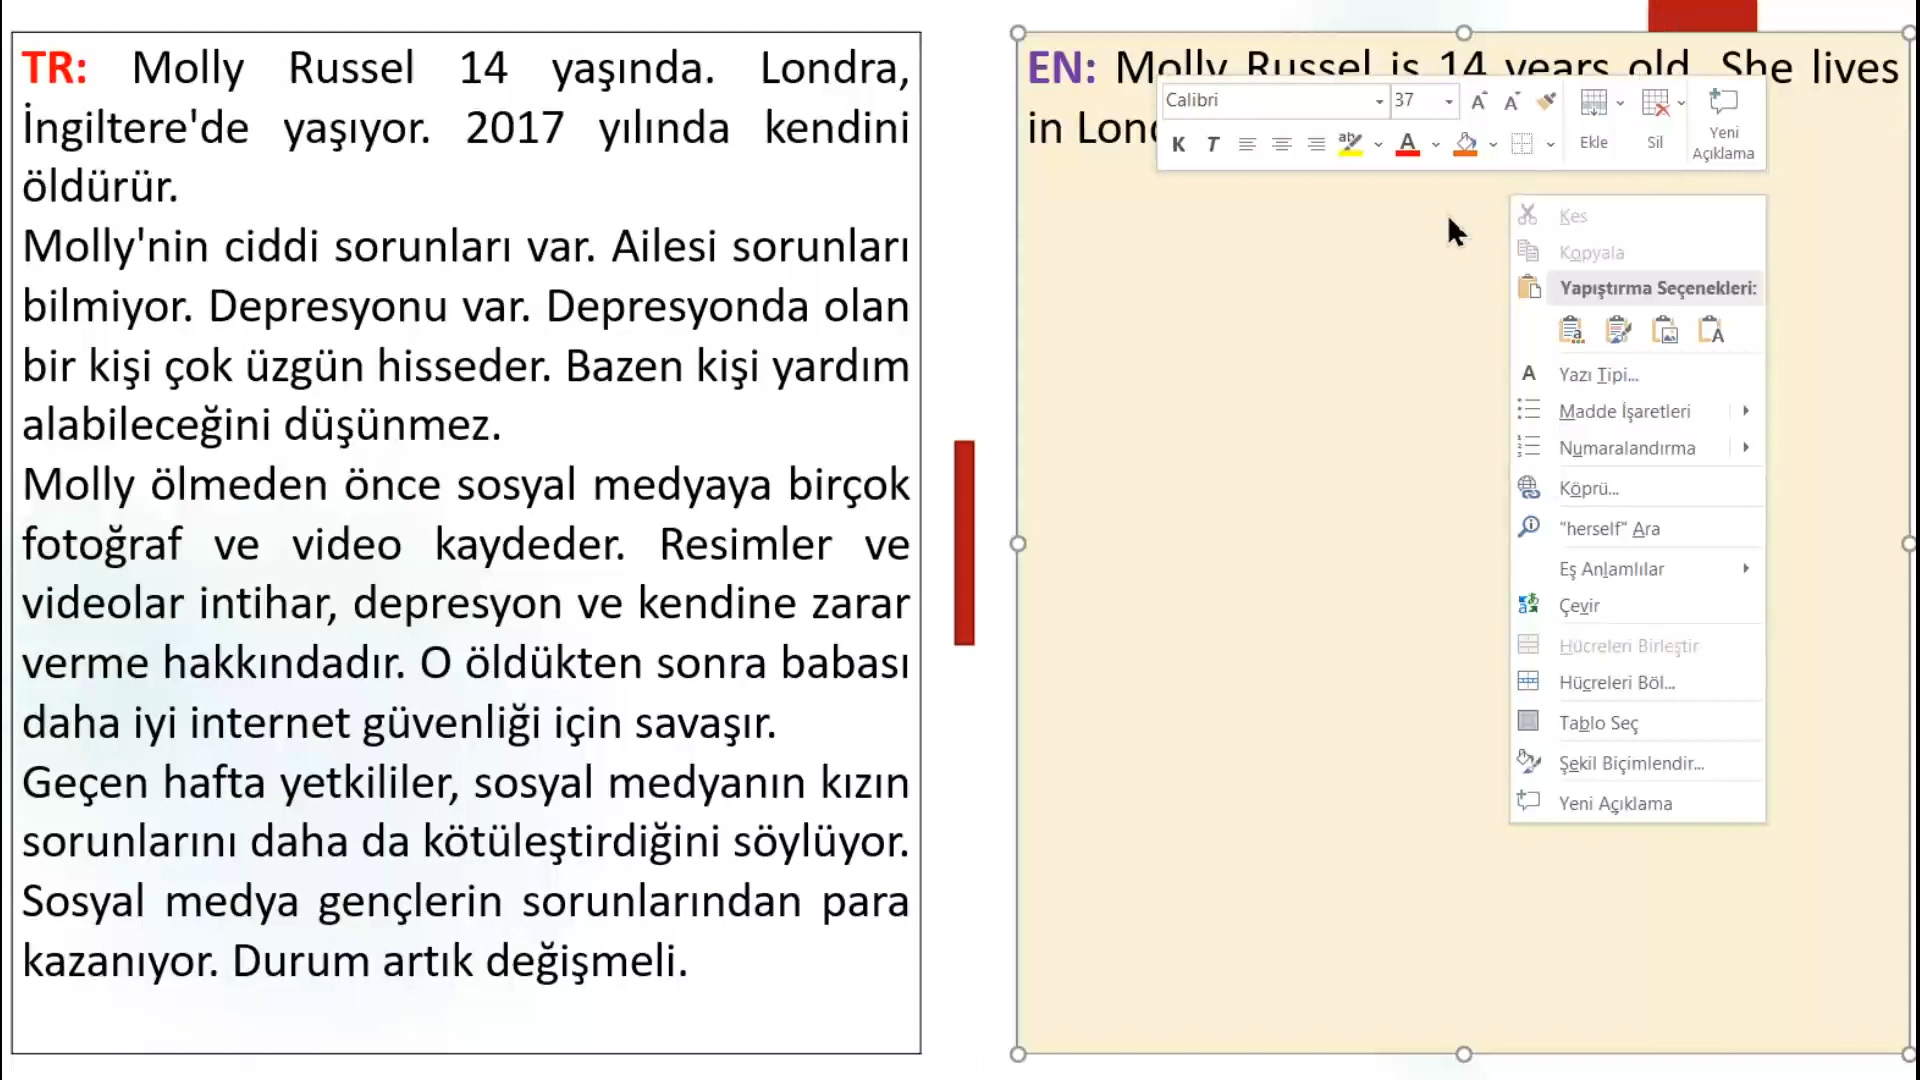 TR: Molly Russel 14 yaşında. Londra,
İngiltere'de yaşıyor. 2017 yılında kendini
öldürür.
Molly'nin ciddi sorunları var. Ailesi sorunları
bilmiyor. Depresyonu var. Depresyonda olan
bir kişi çok üzgün hisseder. Bazen kişi yardım
alabileceğini düşünmez.
Molly ölmeden önce sosyal medyaya birçok
fotoğraf ve video kaydeder. Resimler ve
videolar intihar, depresyon ve kendine zarar
verme hakkındadır. O öldükten sonra babası
daha iyi internet güvenliği için savaşır.
Geçen hafta yetkililer, sosyal medyanın kızın
sorunlarını daha da kötüleştirdiğini söylüyor.
Sosyal medya gençlerin sorunlarından para
kazanıyor. Durum artık değişmeli.
EN: Molly Russel is 14 years old. She lives
in Lond
Calibri 37
K T Ekle Sil Yeni Açıklama
Kes
Kopyala
Yapıştırma Seçenekleri:
Yazı Tipi...
Madde İşaretleri
Numaralandırma
Köprü...
"herself" Ara
Eş Anlamlılar
Çevir
Hücreleri Birleştir
Hücreleri Böl...
Tablo Seç
Şekil Biçimlendir...
Yeni Açıklama